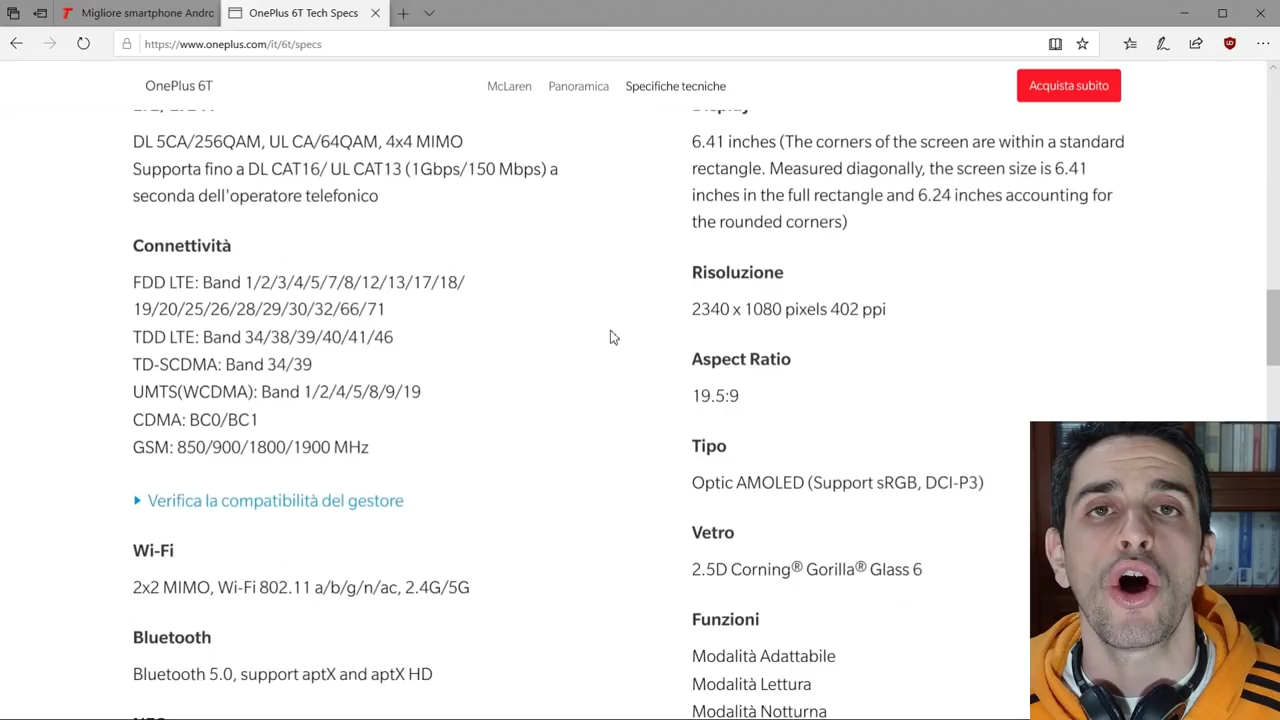 Migliore smartphone Andro
OnePlus 6T Tech Specs
https://www.oneplus.com/it/6t/specs
OnePlus 6T
McLaren
Panoramica
Specifiche tecniche
Acquista subito
DL 5CA/256QAM, UL CA/64QAM, 4x4 MIMO
Supporta fino a DL CAT16/ UL CAT13 (1Gbps/150 Mbps) a
seconda dell'operatore telefonico
Connettività
FDD LTE: Band 1/2/3/4/5/7/8/12/13/17/18/
19/20/25/26/28/29/30/32/66/71
TDD LTE: Band 34/38/39/40/41/46
TD-SCDMA: Band 34/39
UMTS(WCDMA): Band 1/2/4/5/8/9/19
CDMA: BC0/BC1
GSM: 850/900/1800/1900 MHz
Verifica la compatibilità del gestore
Wi-Fi
2x2 MIMO, Wi-Fi 802.11 a/b/g/n/ac, 2.4G/5G
Bluetooth
Bluetooth 5.0, support aptX and aptX HD
Display
6.41 inches (The corners of the screen are within a standard
rectangle. Measured diagonally, the screen size is 6.41
inches in the full rectangle and 6.24 inches accounting for
the rounded corners)
Risoluzione
2340 x 1080 pixels 402 ppi
Aspect Ratio
19.5:9
Tipo
Optic AMOLED (Support sRGB, DCI-P3)
Vetro
2.5D Corning® Gorilla® Glass 6
Funzioni
Modalità Adattabile
Modalità Lettura
Modalità Notturna